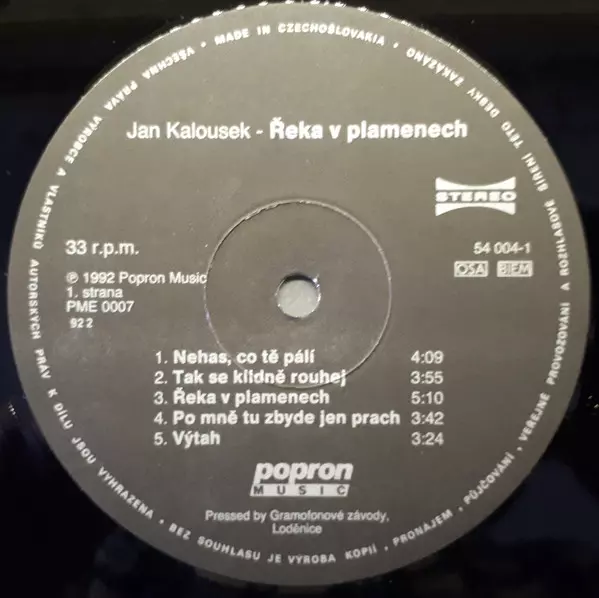 VŠECHNA PRÁVA VÝROBCE A VLASTNÍKŮ AUTORSKÝCH PRÁV K DÍLU JSOU VYHRAZENA • BEZ SOUHLASU JE VÝROBA KOPIÍ, PRONÁJEM, PŮJČOVÁNÍ, VEŘEJNÉ PROVOZOVÁNÍ A ROZHLASOVÉ ŠÍŘENÍ TÉTO DESKY ZAKÁZÁNO • MADE IN CZECHOŠLOVAKIA •
Jan Kalousek - Řeka v plamenech
STEREO
33 r.p.m.
54 004-1
℗ 1992 Popron Music
OSA BIEM
1. strana
PME 0007
92 2
1. Nehas, co tě pálí 4:09
2. Tak se klidně rouhej 3:55
3. Řeka v plamenech 5:10
4. Po mně tu zbyde jen prach 3:42
5. Výtah 3:24
popron
MUSIC
Pressed by Gramofonové závody,
Loděnice